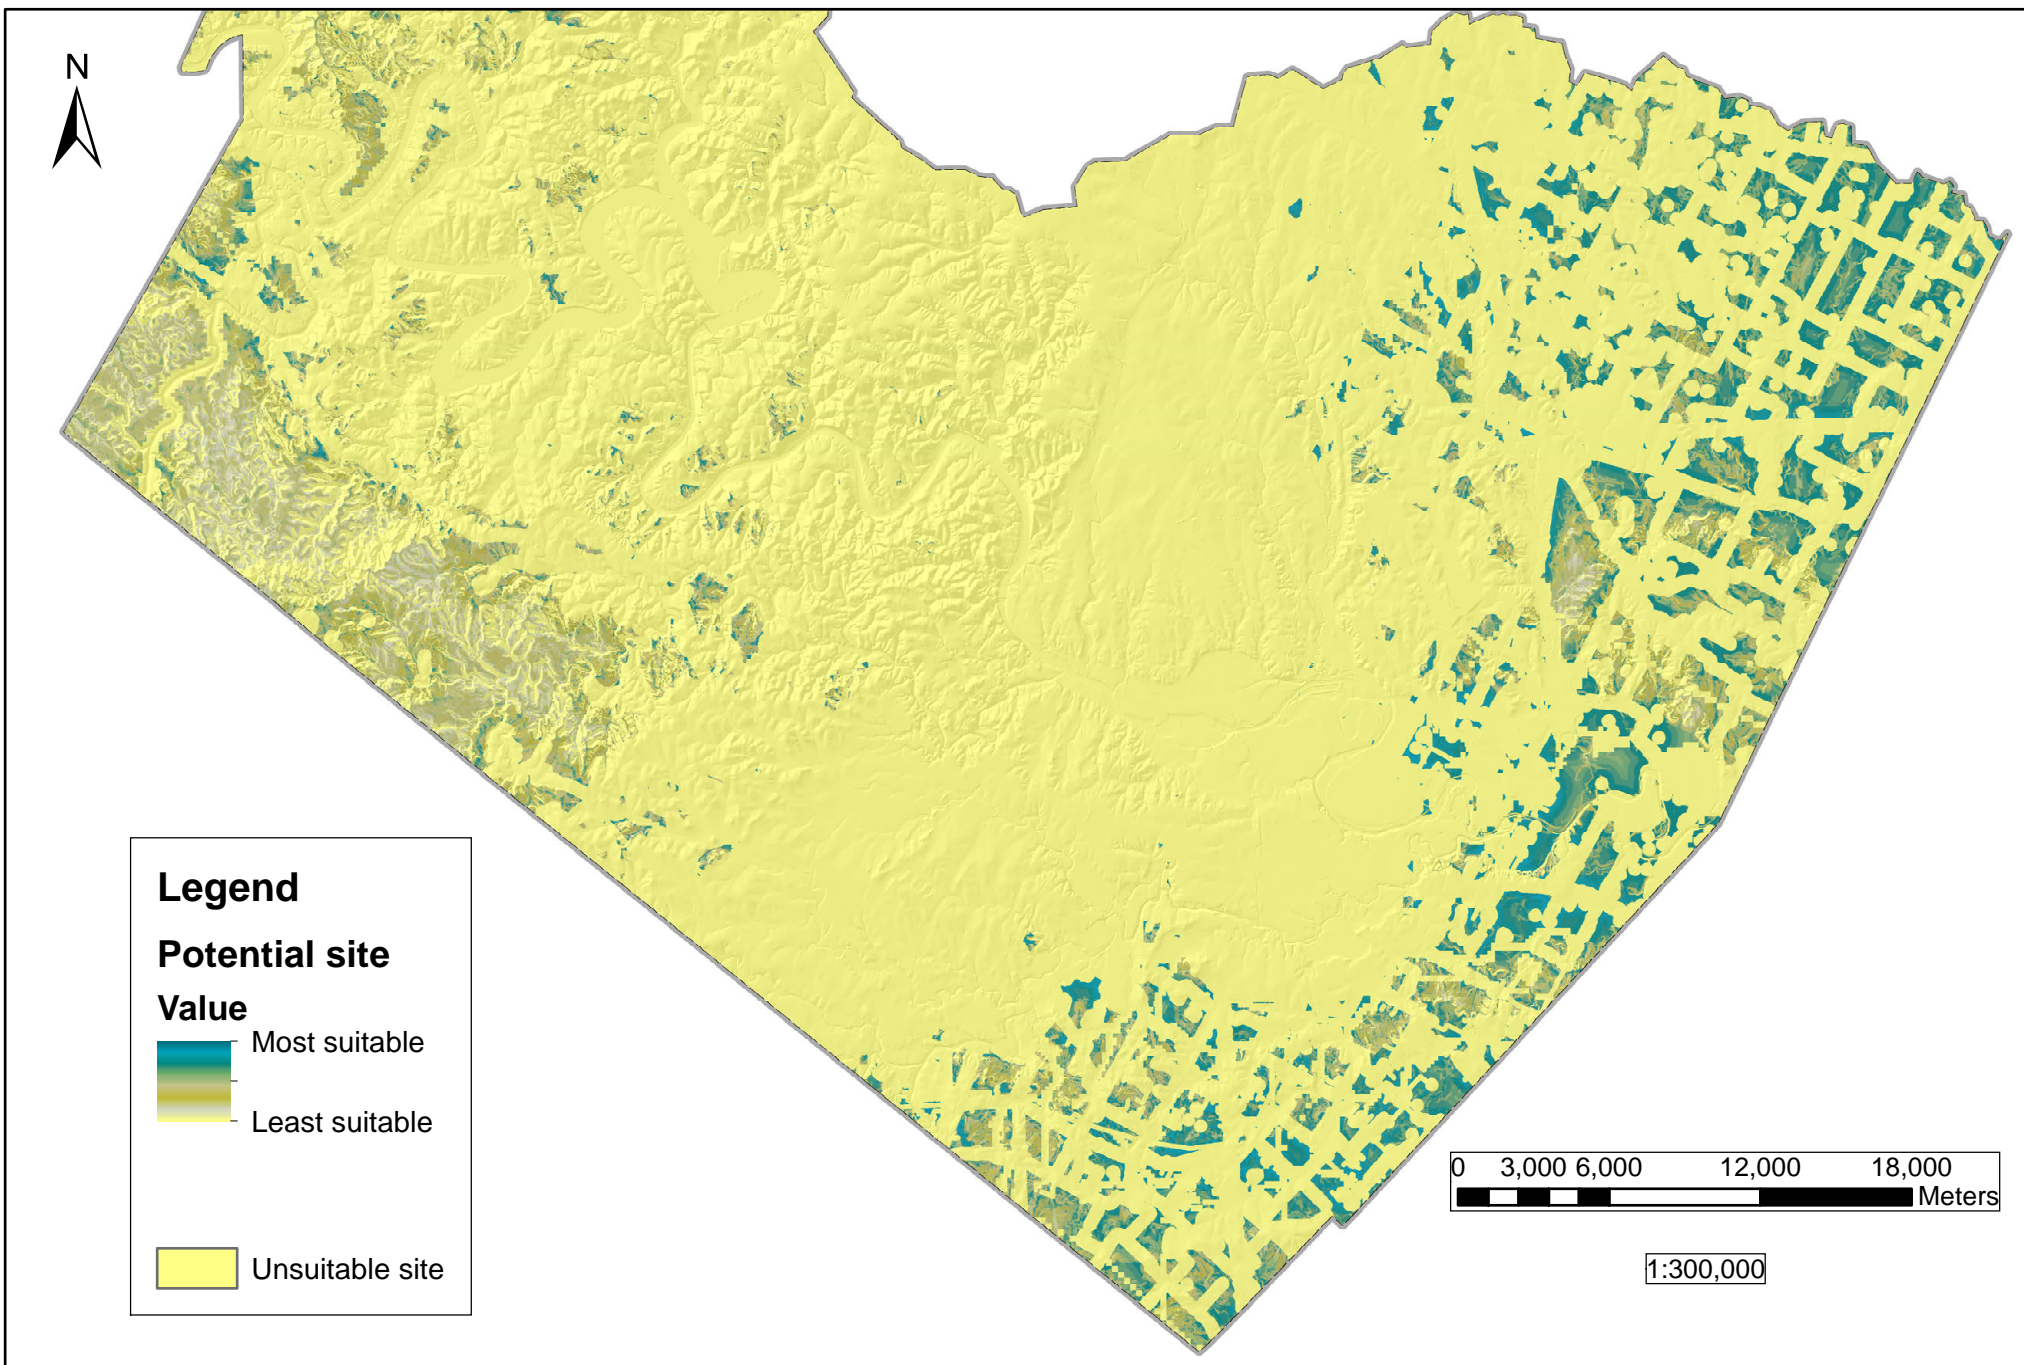 N
Legend
Potential site
Value
Most suitable
Least suitable
Unsuitable site
0 3,000 6,000 12,000 18,000
Meters
1:300,000